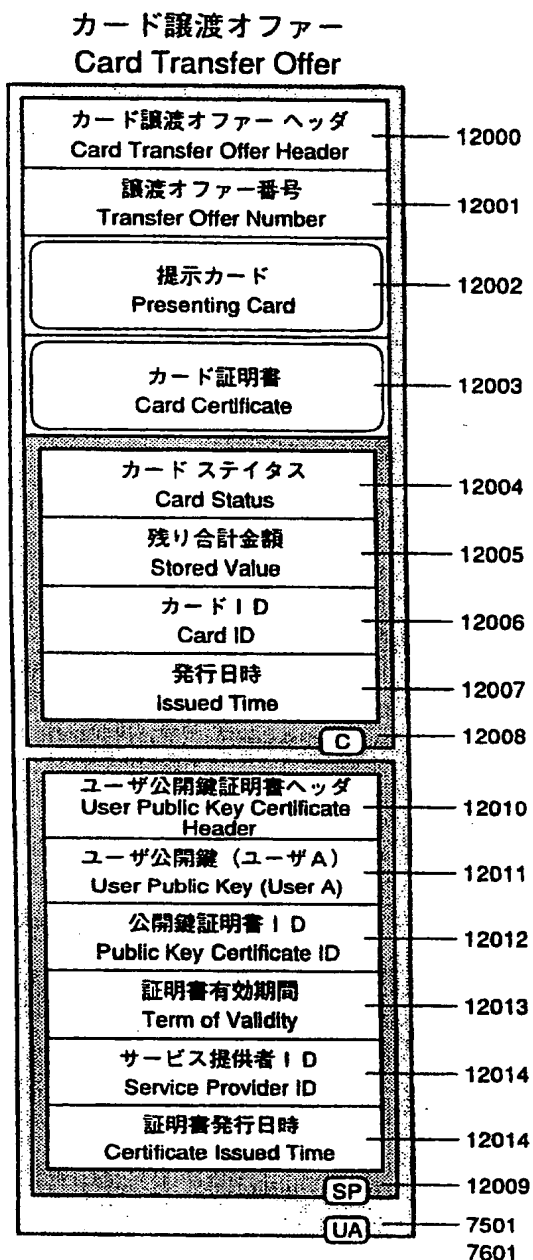 カード譲渡オファー
Card Transfer Offer
カード譲渡オファー ヘッダ
Card Transfer Offer Header
12000
譲渡オファー番号
Transfer Offer Number
12001
提示カード
Presenting Card
12002
カード証明書
Card Certificate
12003
カード ステイタス
Card Status
12004
残り合計金額
Stored Value
12005
カードID
Card ID
12006
発行日時
Issued Time
12007
C
12008
ユーザ公開鍵証明書ヘッダ
User Public Key Certificate
Header
12010
ユーザ公開鍵（ユーザA）
User Public Key (User A)
12011
公開鍵証明書ID
Public Key Certificate ID
12012
証明書有効期間
Term of Validity
12013
サービス提供者ID
Service Provider ID
12014
証明書発行日時
Certificate Issued Time
12014
SP
12009
UA
7501
7601